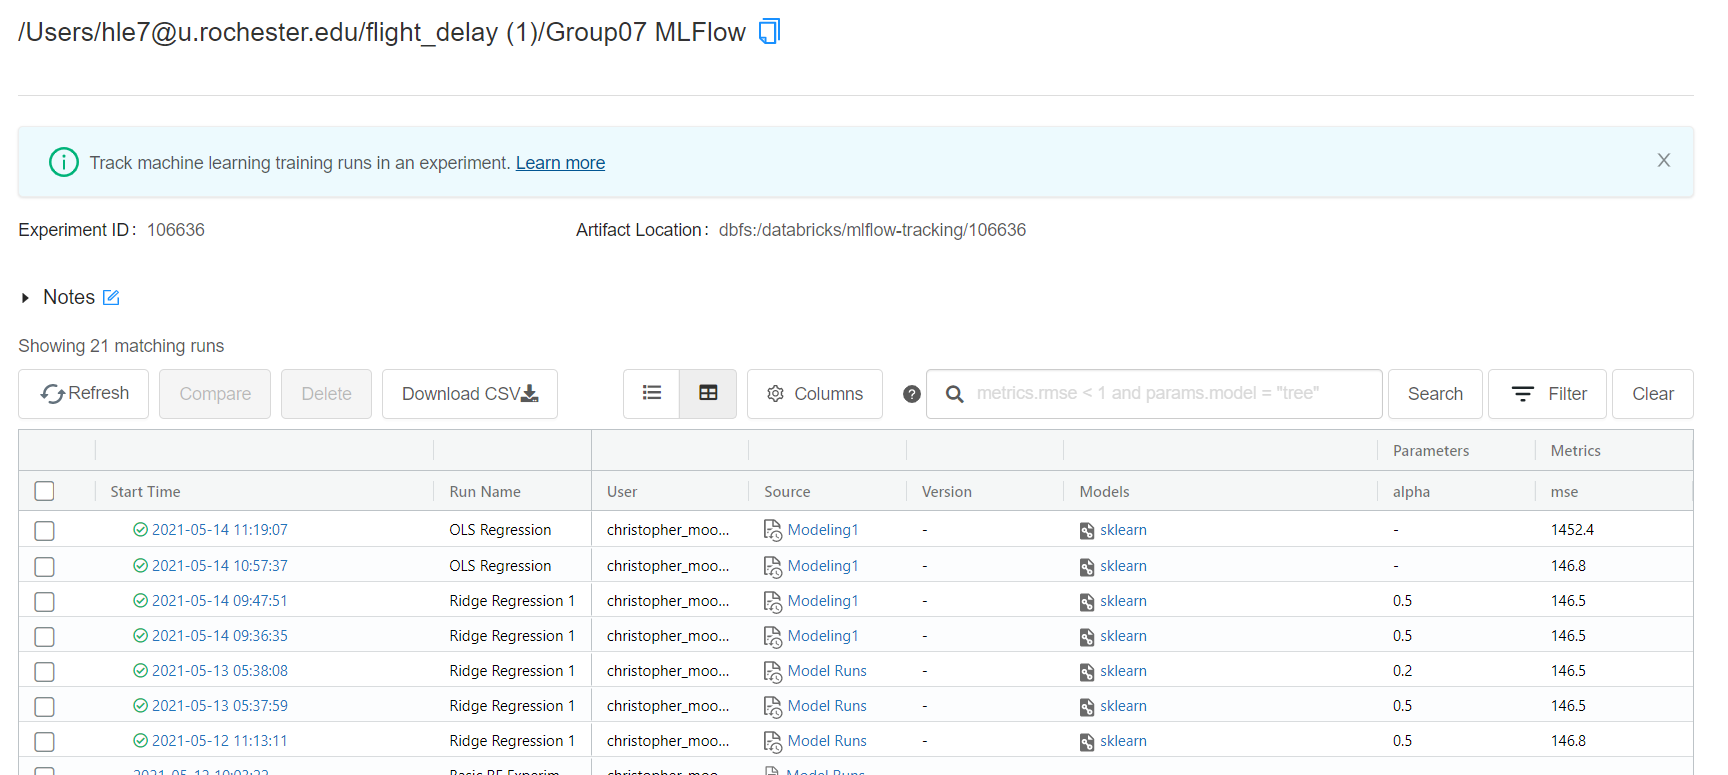 /Users/hle7@u.rochester.edu/flight_delay (1)/Group07 MLFlow
Track machine learning training runs in an experiment. Learn more
Experiment ID: 106636 Artifact Location: dbfs:/databricks/mlflow-tracking/106636
Notes
Showing 21 matching runs
Refresh Compare Delete Download CSV Columns metrics.rmse < 1 and params.model = "tree" Search Filter Clear
Parameters Metrics
Start Time Run Name User Source Version Models alpha mse
2021-05-14 11:19:07 OLS Regression christopher_moo... Modeling1 - sklearn - 1452.4
2021-05-14 10:57:37 OLS Regression christopher_moo... Modeling1 - sklearn - 146.8
2021-05-14 09:47:51 Ridge Regression 1 christopher_moo... Modeling1 - sklearn 0.5 146.5
2021-05-14 09:36:35 Ridge Regression 1 christopher_moo... Modeling1 - sklearn 0.5 146.5
2021-05-13 05:38:08 Ridge Regression 1 christopher_moo... Model Runs - sklearn 0.2 146.5
2021-05-13 05:37:59 Ridge Regression 1 christopher_moo... Model Runs - sklearn 0.5 146.5
2021-05-12 11:13:11 Ridge Regression 1 christopher_moo... Model Runs - sklearn 0.5 146.8
Basic RF Experim christopher_moo... Model Runs